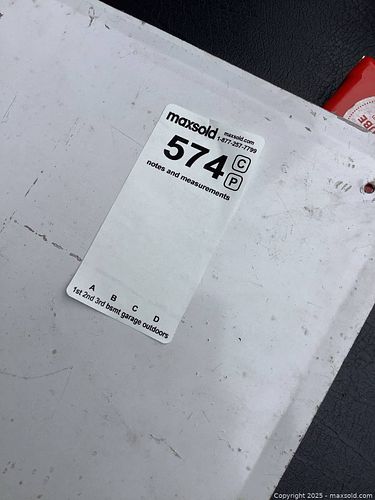 maxsold maxsold.com
1-877-257-7799
574 C
P
notes and measurements
A B C D
1st 2nd 3rd bsmt garage outdoors
Copyright 2025 - maxsold.com